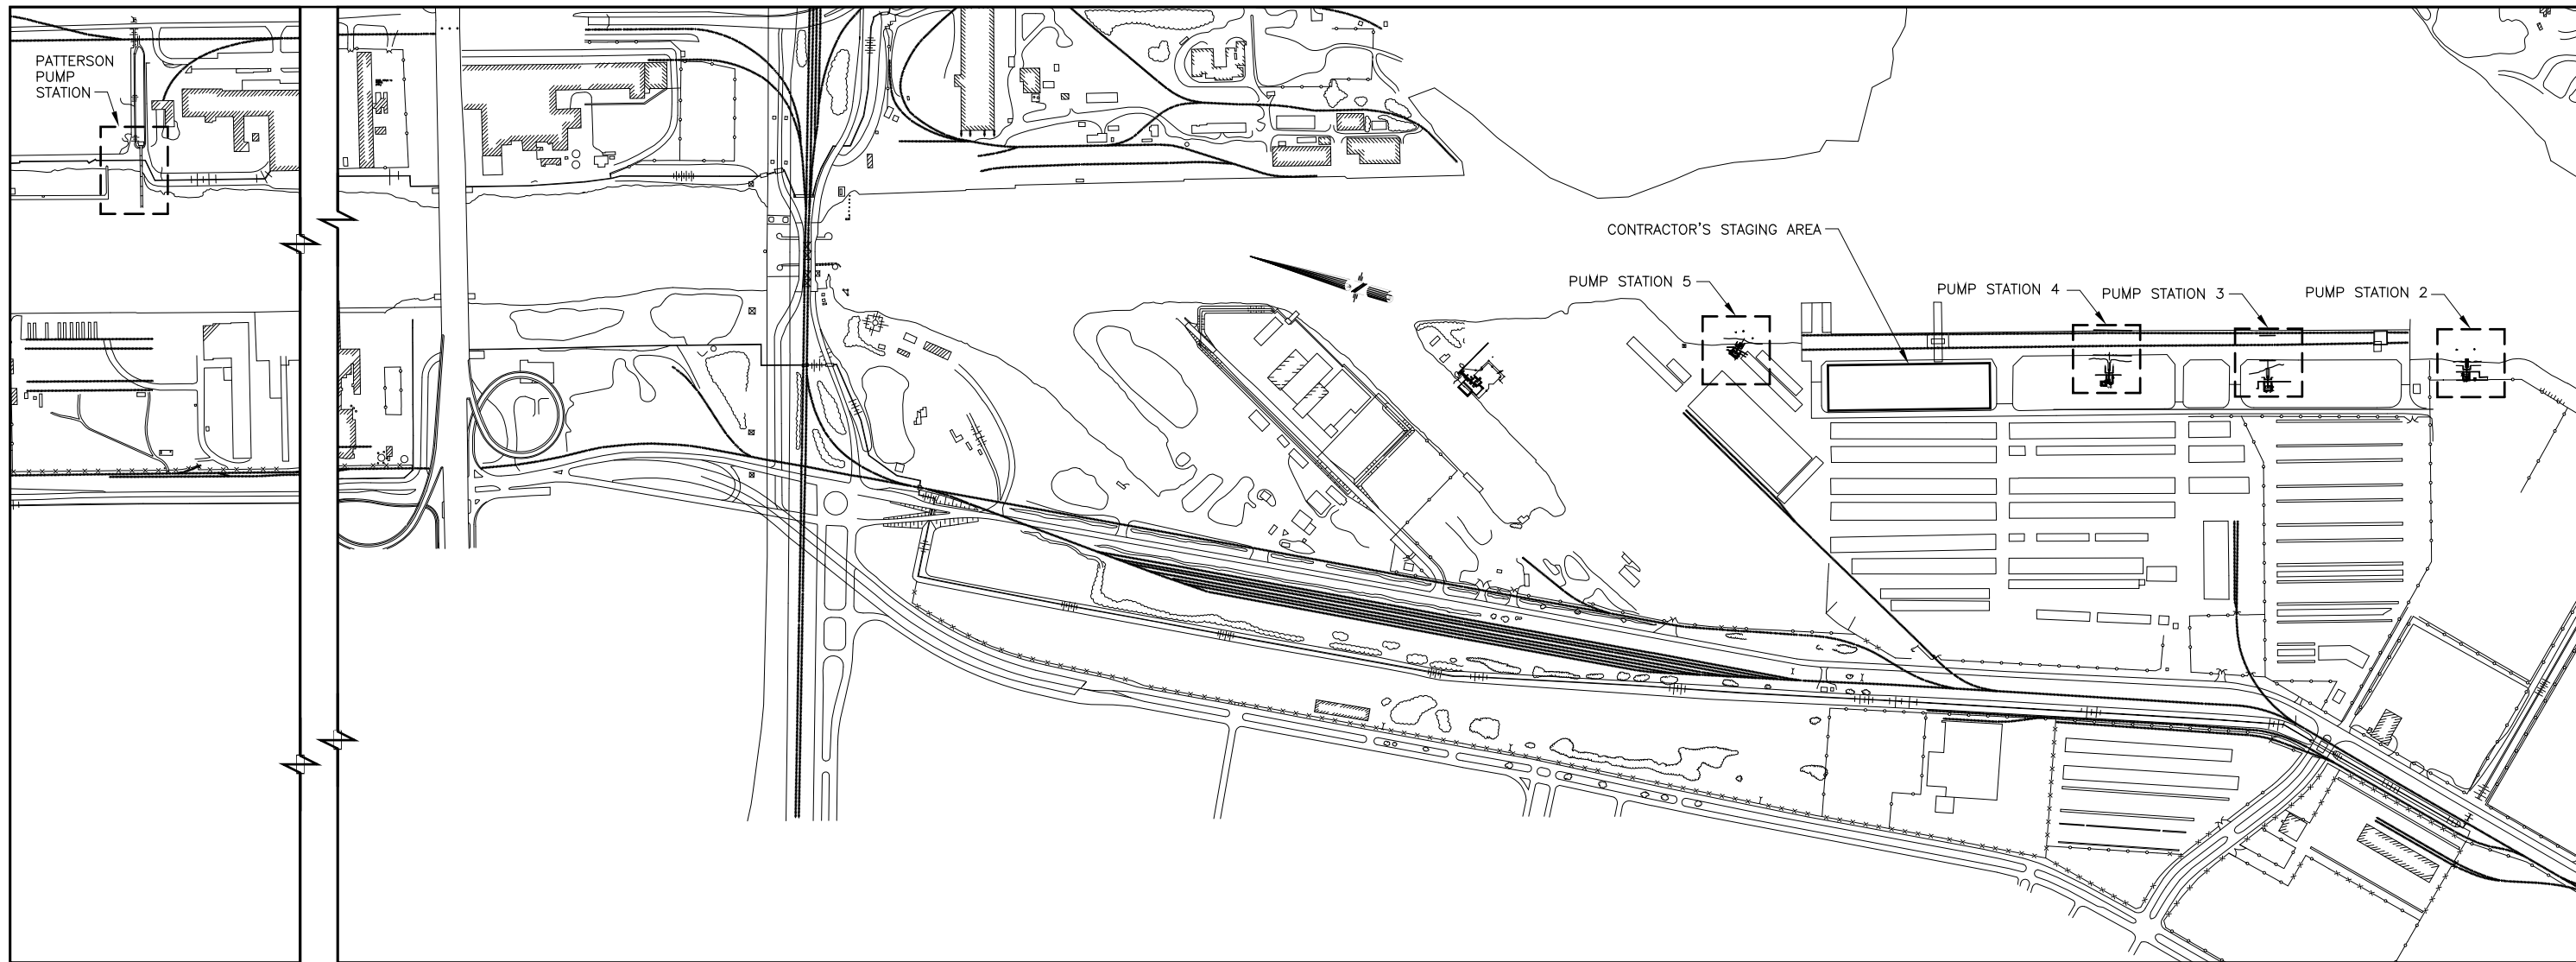 PATTERSON
PUMP
STATION
CONTRACTOR'S STAGING AREA
PUMP STATION 5
PUMP STATION 4
PUMP STATION 3
PUMP STATION 2